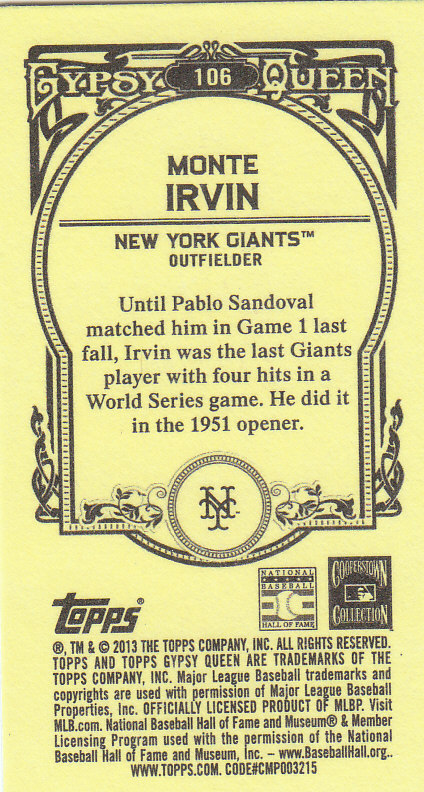 GYPSY 106 QUEEN
MONTE
IRVIN
NEW YORK GIANTS™
OUTFIELDER
Until Pablo Sandoval
matched him in Game 1 last
fall, Irvin was the last Giants
player with four hits in a
World Series game. He did it
in the 1951 opener.
NY
NATIONAL
BASEBALL
HALL OF FAME
COOPERSTOWN
COLLECTION
topps®
®, TM & © 2013 THE TOPPS COMPANY, INC. ALL RIGHTS RESERVED.
TOPPS AND TOPPS GYPSY QUEEN ARE TRADEMARKS OF THE
TOPPS COMPANY, INC. Major League Baseball trademarks and
copyrights are used with permission of Major League Baseball
Properties, Inc. OFFICIALLY LICENSED PRODUCT OF MLBP. Visit
MLB.com. National Baseball Hall of Fame and Museum® & Member
Licensing Program used with the permission of the National
Baseball Hall of Fame and Museum, Inc. – www.BaseballHall.org..
WWW.TOPPS.COM. CODE#CMP003215